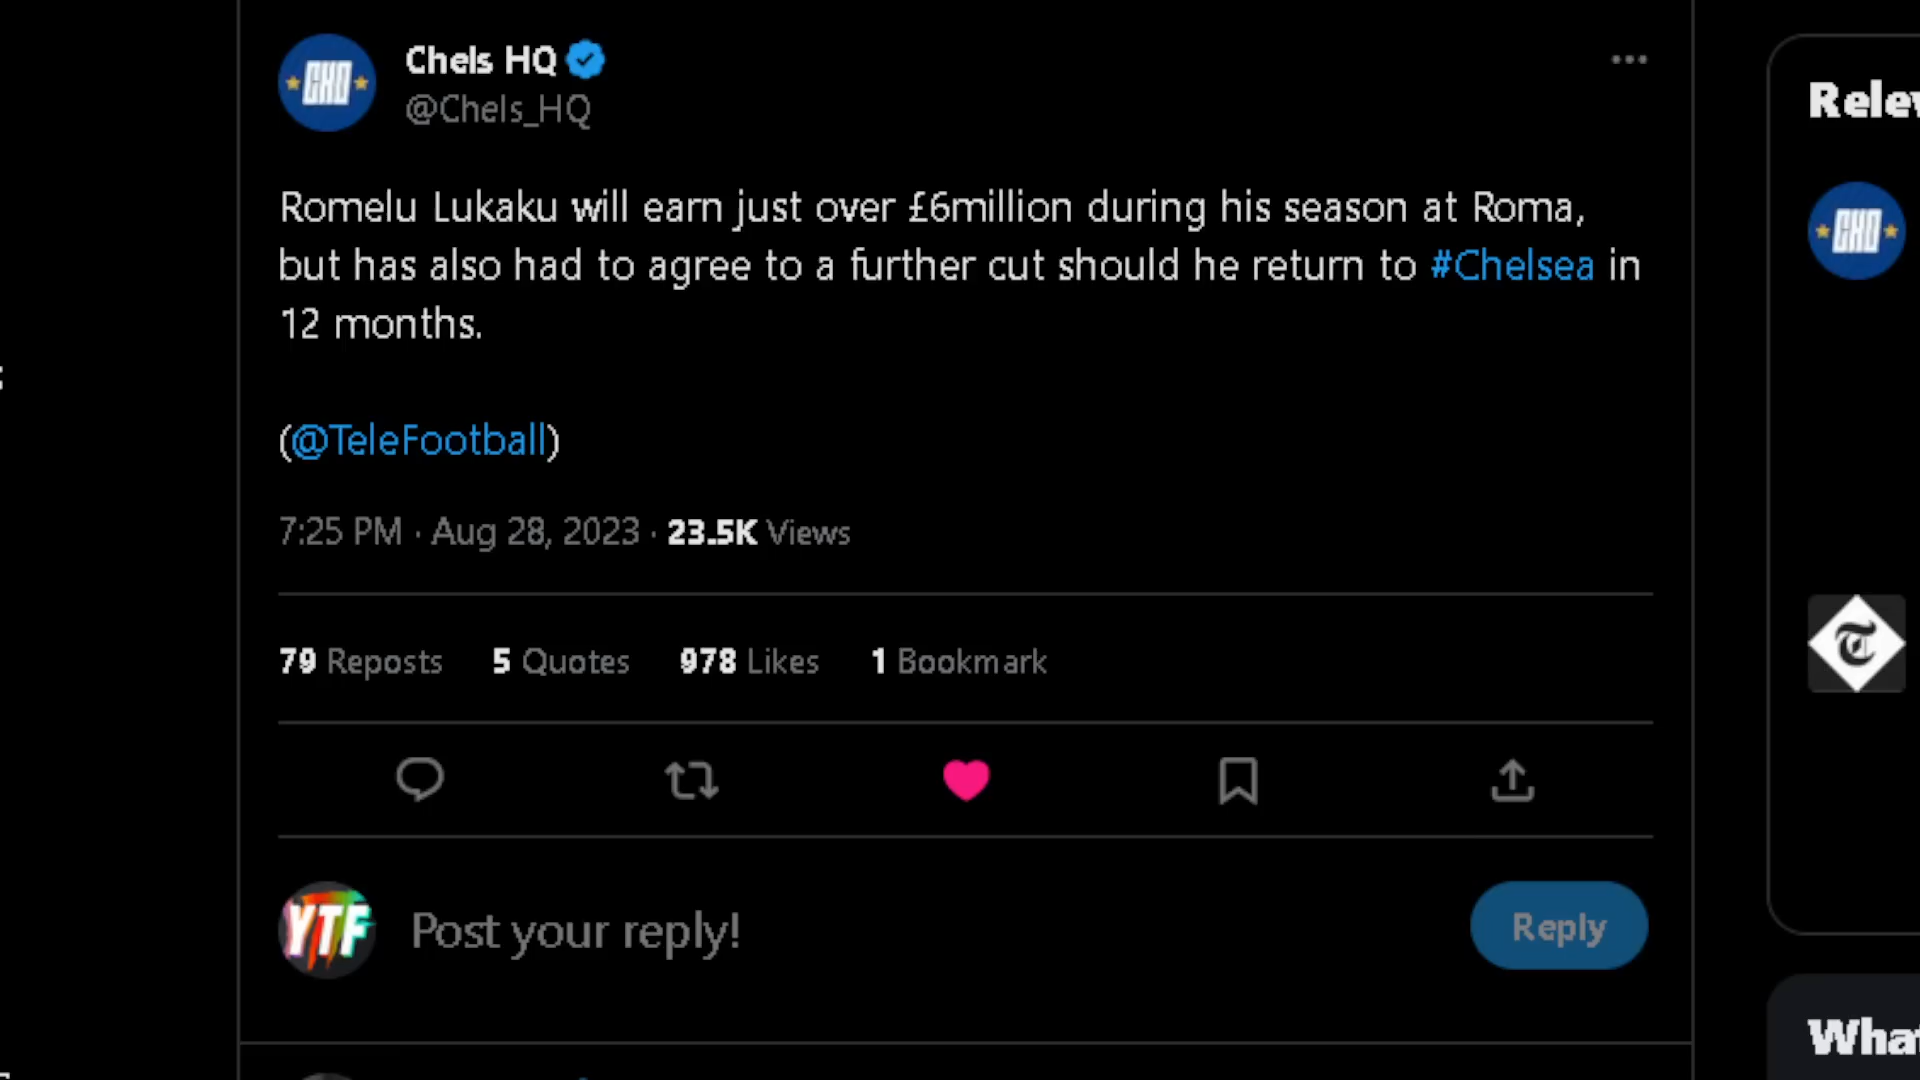 Chels HQ
@Chels_HQ
Romelu Lukaku will earn just over £6million during his season at Roma,
but has also had to agree to a further cut should he return to #Chelsea in
12 months.
(@TeleFootball)
7:25 PM · Aug 28, 2023 · 23.5K Views
79 Reposts 5 Quotes 978 Likes 1 Bookmark
YTF
Post your reply!
Reply
CHQ
T